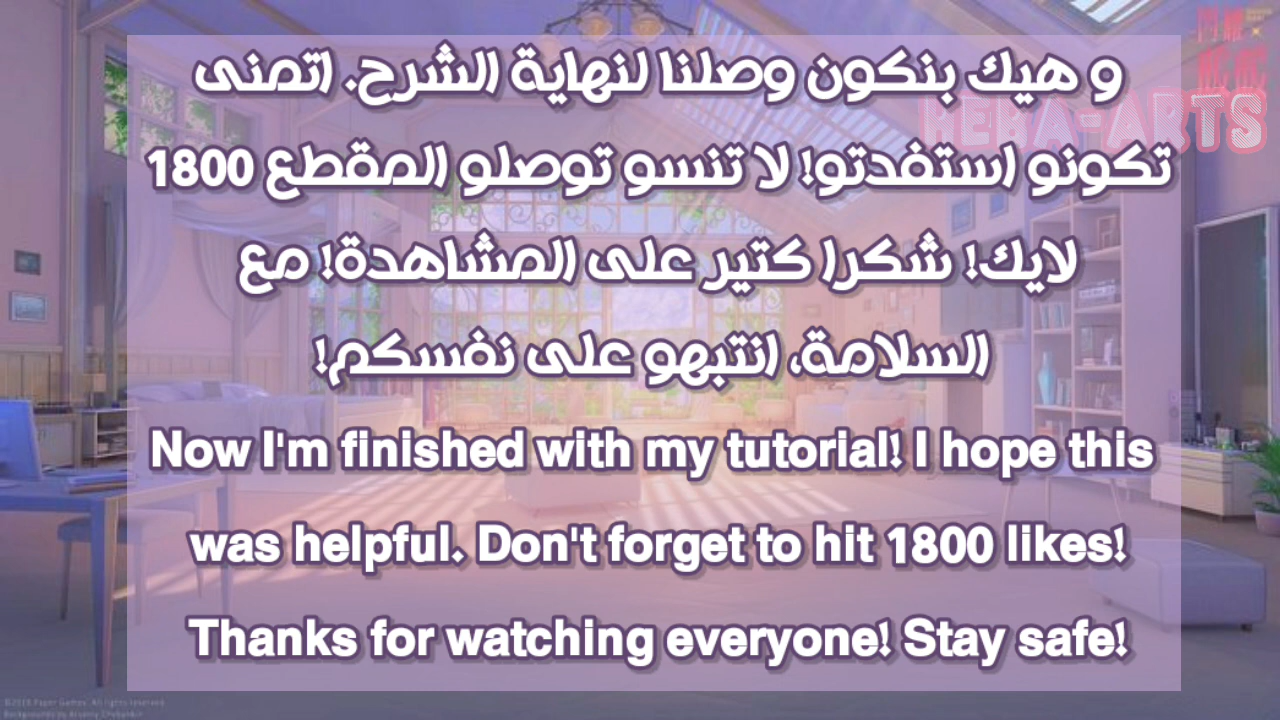 و هيك بنكون وصلنا لنهاية الشرح. اتمنى
تكونو استفدتو! لا تنسو توصلو المقطع 1800
لايك! شكرا كتير على المشاهدة! مع
السلامة، انتبهو على نفسكم!
Now I'm finished with my tutorial! I hope this
was helpful. Don't forget to hit 1800 likes!
Thanks for watching everyone! Stay safe!
HEBA-ARTS